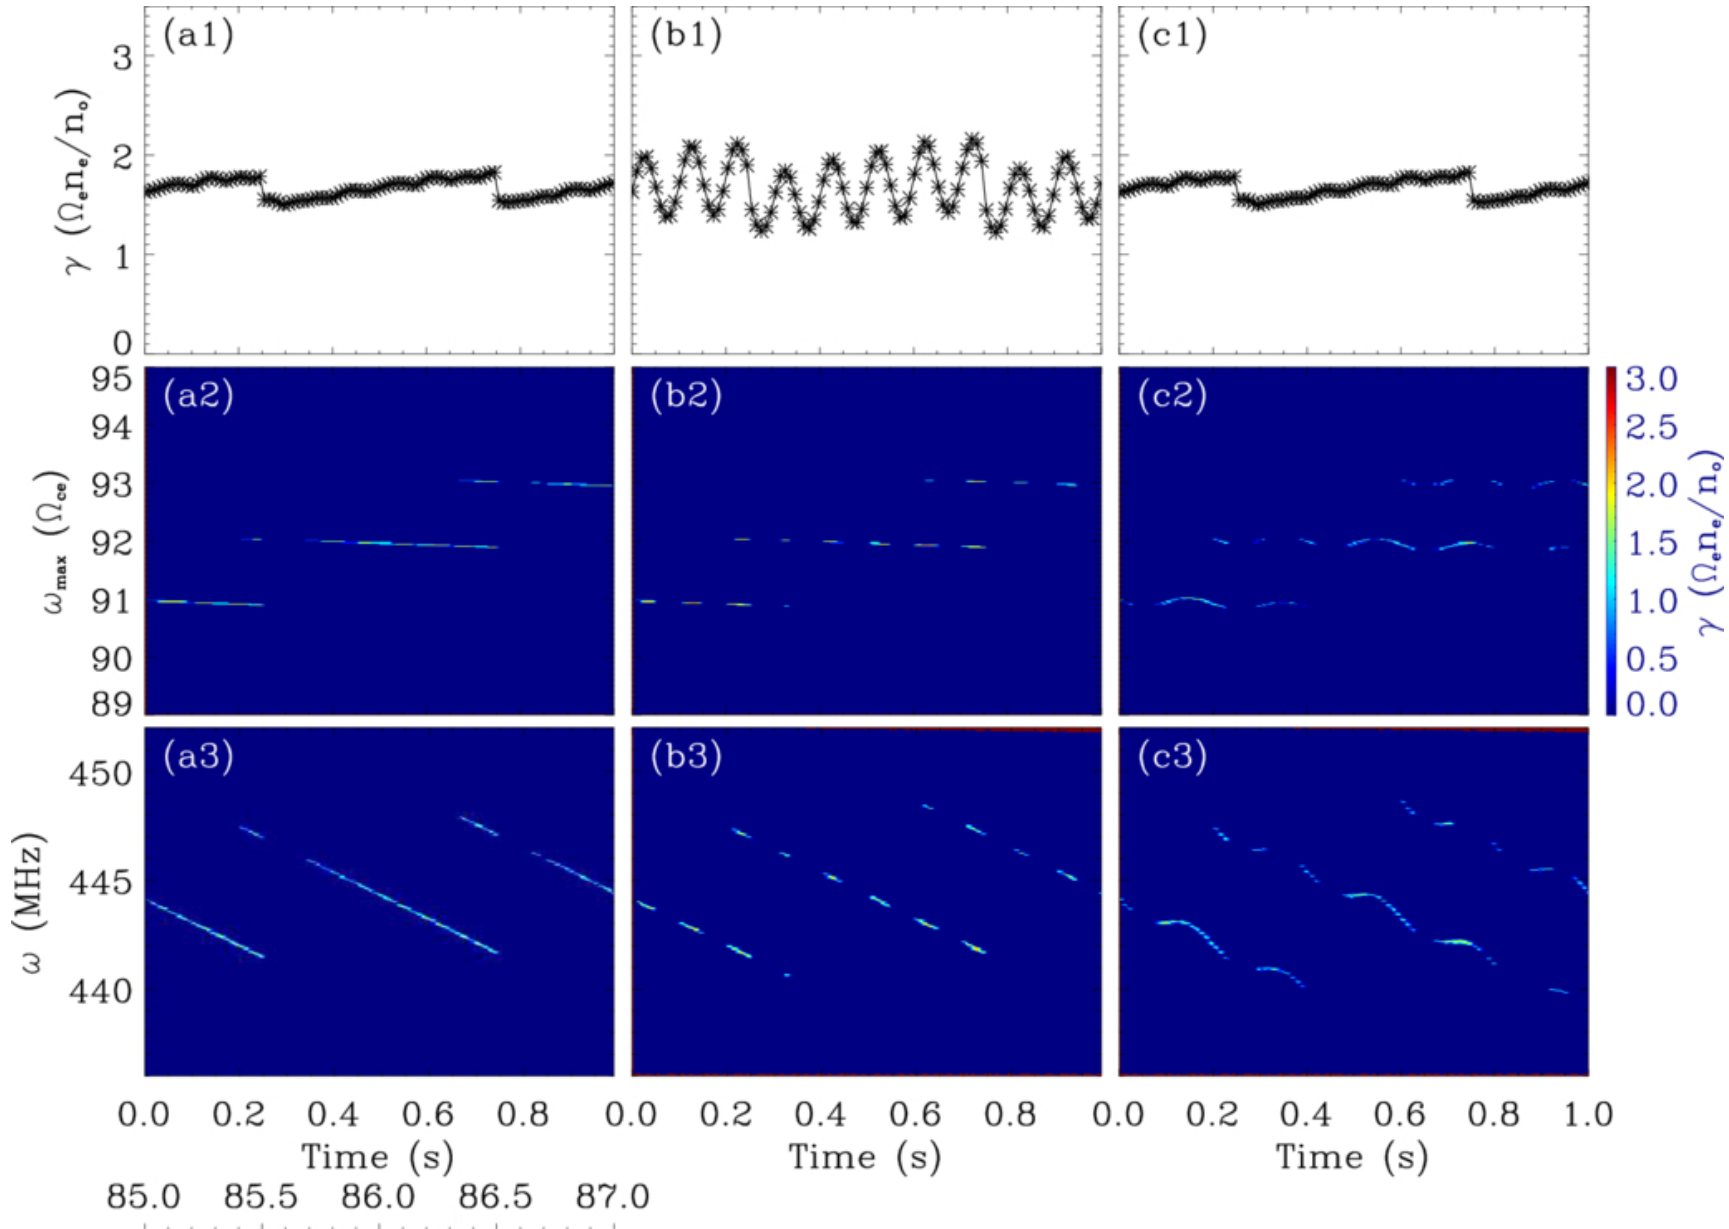 (a1) (b1) (c1)
3
2
1
0
γ (Ωₑnₑ/nₒ)
(a2) (b2) (c2)
95
94
93
92
91
90
89
ω_max (Ω_ce)
3.0
2.5
2.0
1.5
1.0
0.5
0.0
γ (Ωₑnₑ/nₒ)
(a3) (b3) (c3)
450
445
440
ω (MHz)
0.0 0.2 0.4 0.6 0.8 0.0 0.2 0.4 0.6 0.8 0.0 0.2 0.4 0.6 0.8 1.0
Time (s) Time (s) Time (s)
85.0 85.5 86.0 86.5 87.0